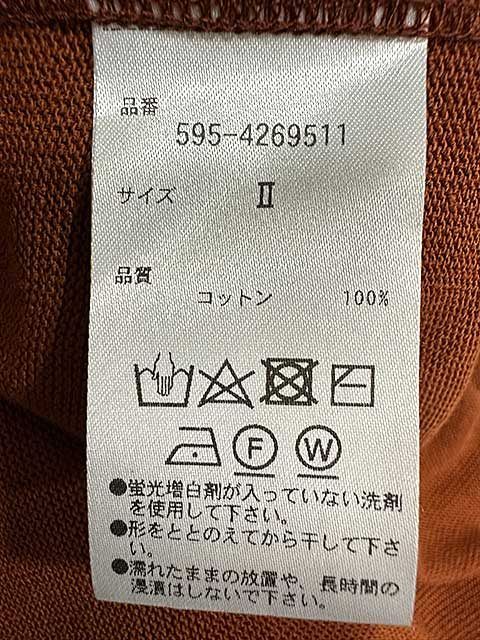 品番
595-4269511
サイズ II
品質
コットン 100%
F W
●蛍光増白剤が入っていない洗剤
を使用して下さい。
●形をととのえてから干して下さ
い。
●濡れたままの放置や、長時間の
浸漬はしないで下さい。